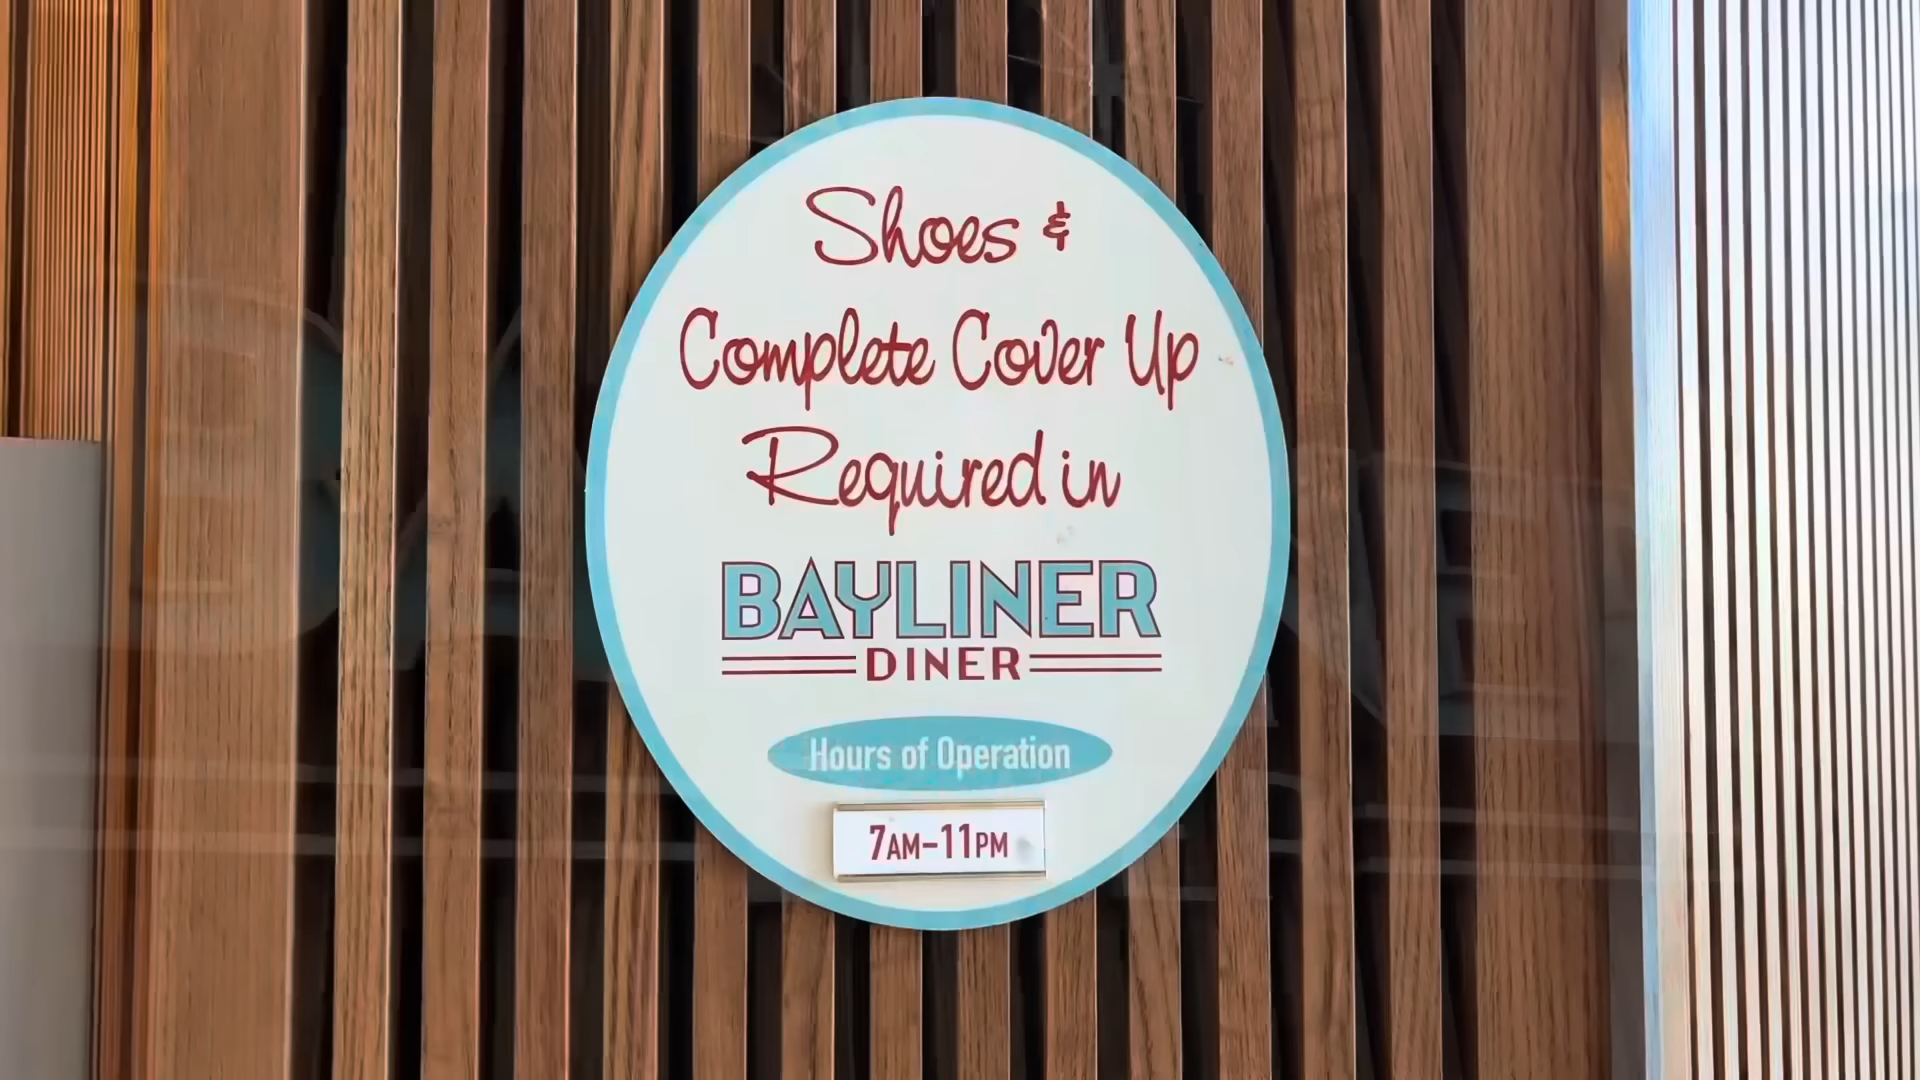 Shoes &
Complete Cover Up
Required in
BAYLINER
DINER
Hours of Operation
7AM-11PM